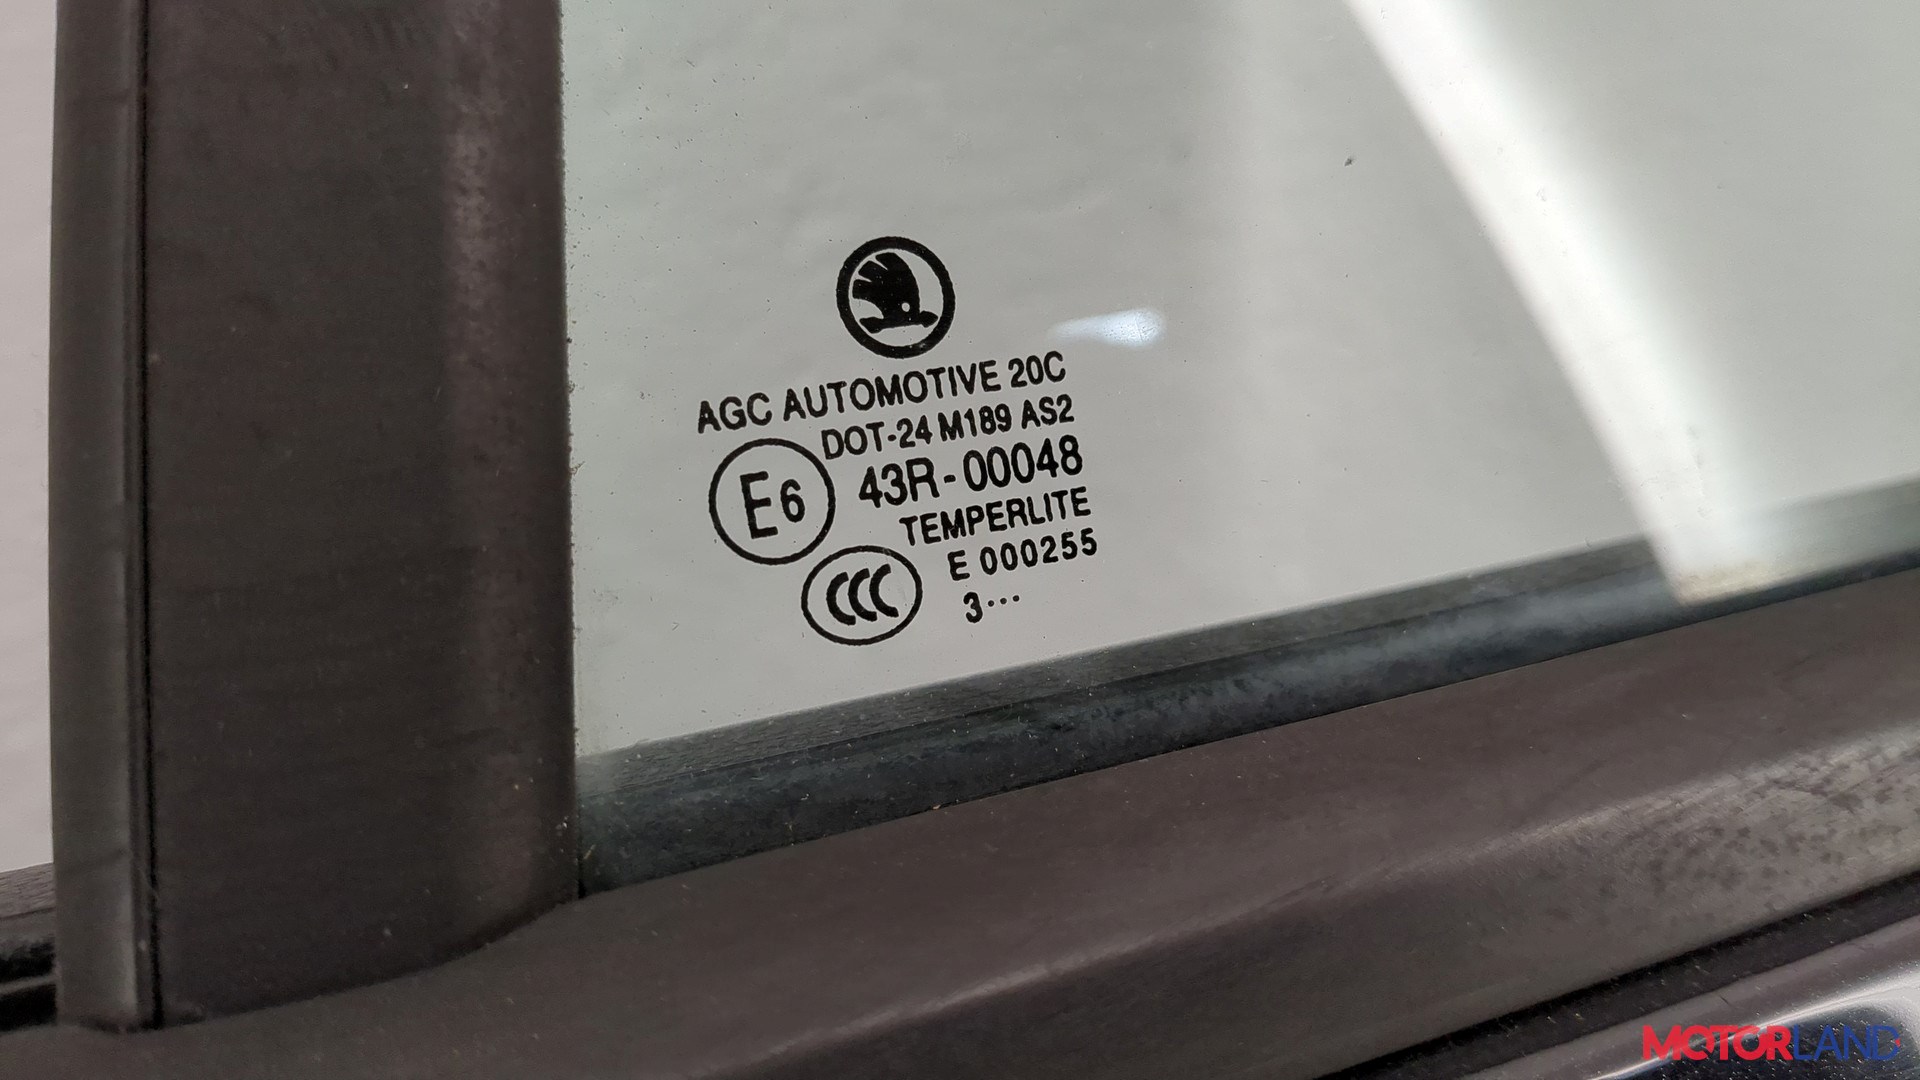 AGC AUTOMOTIVE 20C
DOT-24 M189 AS2
E6 43R-00048
TEMPERLITE
E 000255
CCC 3...
MOTORLAND